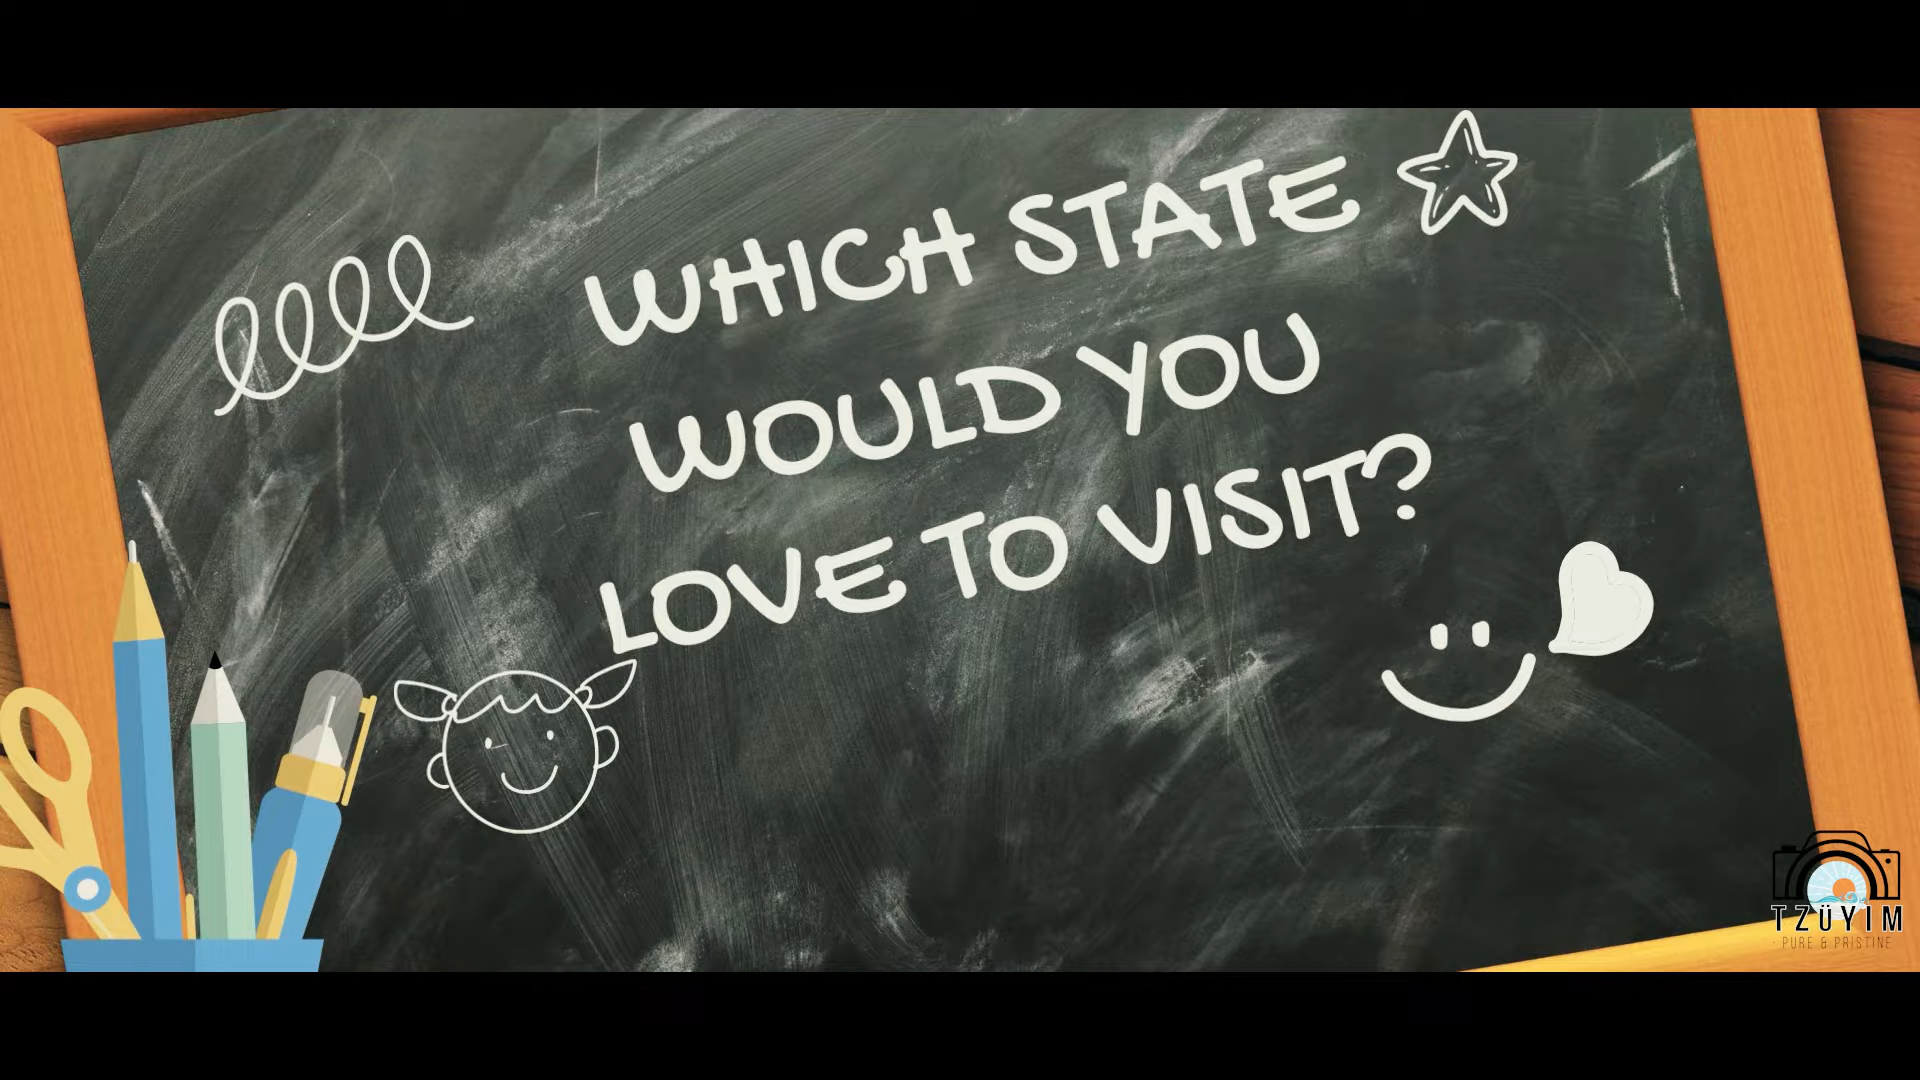 WHICH STATE
WOULD YOU
LOVE TO VISIT?
TZÜYIM
PURE & PRISTINE